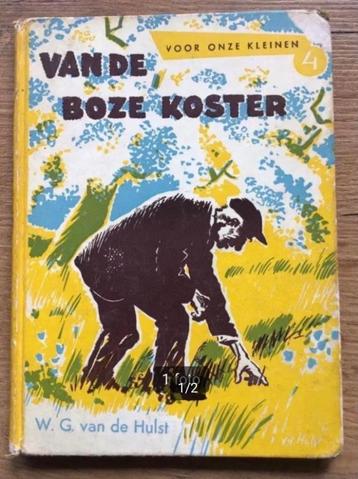 VOOR ONZE KLEINEN
4
VAN DE
BOZE KOSTER
1/2
W. G. van de Hulst